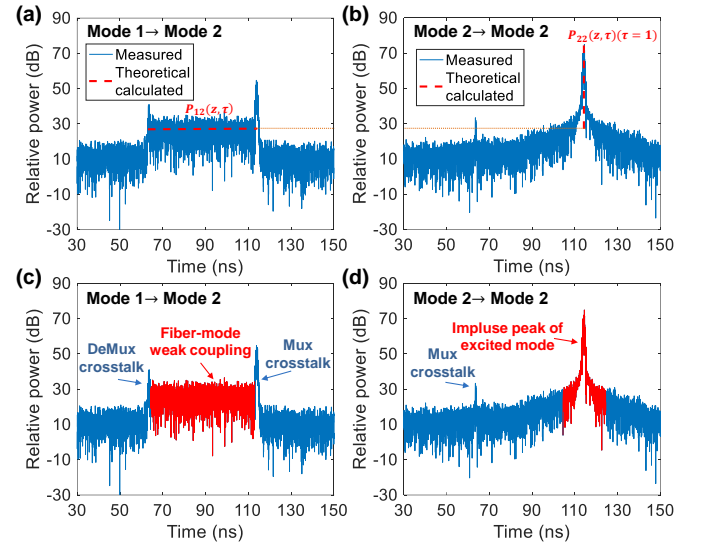 (a)
Mode 1→ Mode 2
90
70
50
30
10
-10
-30
Relative power (dB)
Measured
Theoretical
calculated
P₁₂(z,τ)
30 50 70 90 110 130 150
Time (ns)
(b)
Mode 2→ Mode 2
90
70
50
30
10
-10
-30
Relative power (dB)
Measured
Theoretical
calculated
P₂₂(z,τ)(τ = 1)
30 50 70 90 110 130 150
Time (ns)
(c)
Mode 1→ Mode 2
90
70
50
30
10
-10
-30
Relative power (dB)
DeMux
crosstalk
Fiber-mode
weak coupling
Mux
crosstalk
30 50 70 90 110 130 150
Time (ns)
(d)
Mode 2→ Mode 2
90
70
50
30
10
-10
-30
Relative power (dB)
Impluse peak of
excited mode
Mux
crosstalk
30 50 70 90 110 130 150
Time (ns)